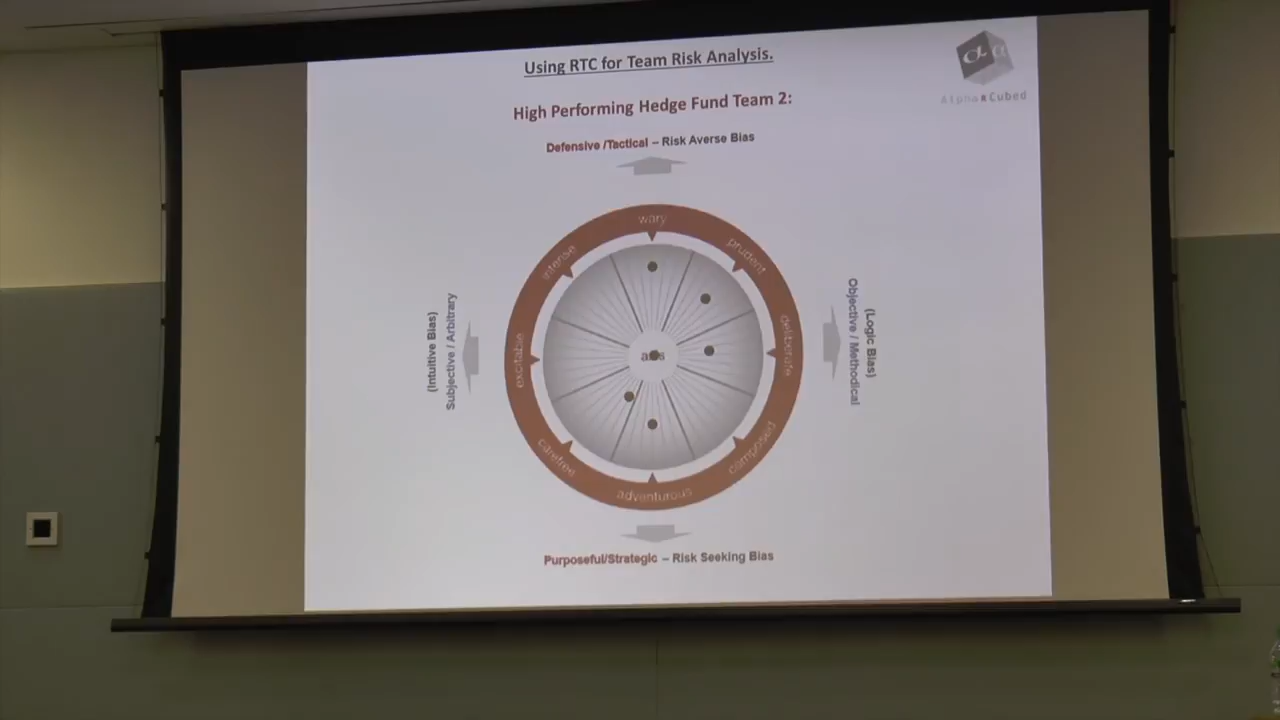 Using RTC for Team Risk Analysis.
High Performing Hedge Fund Team 2:
Alpha Cubed
Defensive /Tactical – Risk Averse Bias
wary
intense
prudent
(Intuitive Bias)
Subjective / Arbitrary
excitable
axis
deliberate
Objective / Methodical
(Logic Bias)
carefree
composed
adventurous
Purposeful/Strategic – Risk Seeking Bias